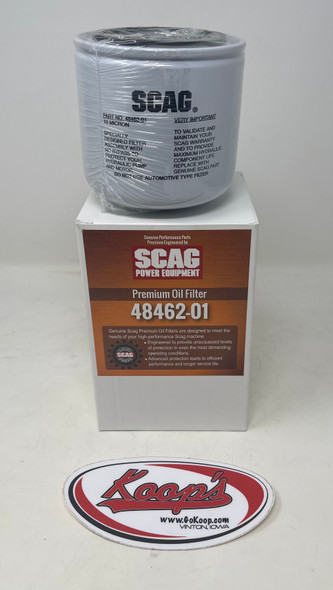 SCAG®
PART NO. 48462-01
10 MICRON
SPECIALLY
DESIGNED FILTER
ASSEMBLY WITH
NO BYPASS TO
PROTECT YOUR
HYDRAULIC PUMP
AND MOTOR.
VERY IMPORTANT
TO VALIDATE AND
MAINTAIN YOUR
SCAG WARRANTY
AND TO PROVIDE
MAXIMUM HYDRAULIC
COMPONENT LIFE,
REPLACE WITH
GENUINE SCAG PART
DO NOT USE AUTOMOTIVE TYPE FILTER
Genuine Performance Parts
Precision Engineered by
SCAG
POWER EQUIPMENT
Premium Oil Filter
48462-01
Genuine Scag Premium Oil Filters are designed to meet the
needs of your high-performance Scag machine.
• Engineered to provide unsurpassed levels
of protection in even the most demanding
operating conditions.
• Advanced protection leads to efficient
performance and longer service life.
SCAG
Koop's
www.GoKoop.com
VINTON, IOWA